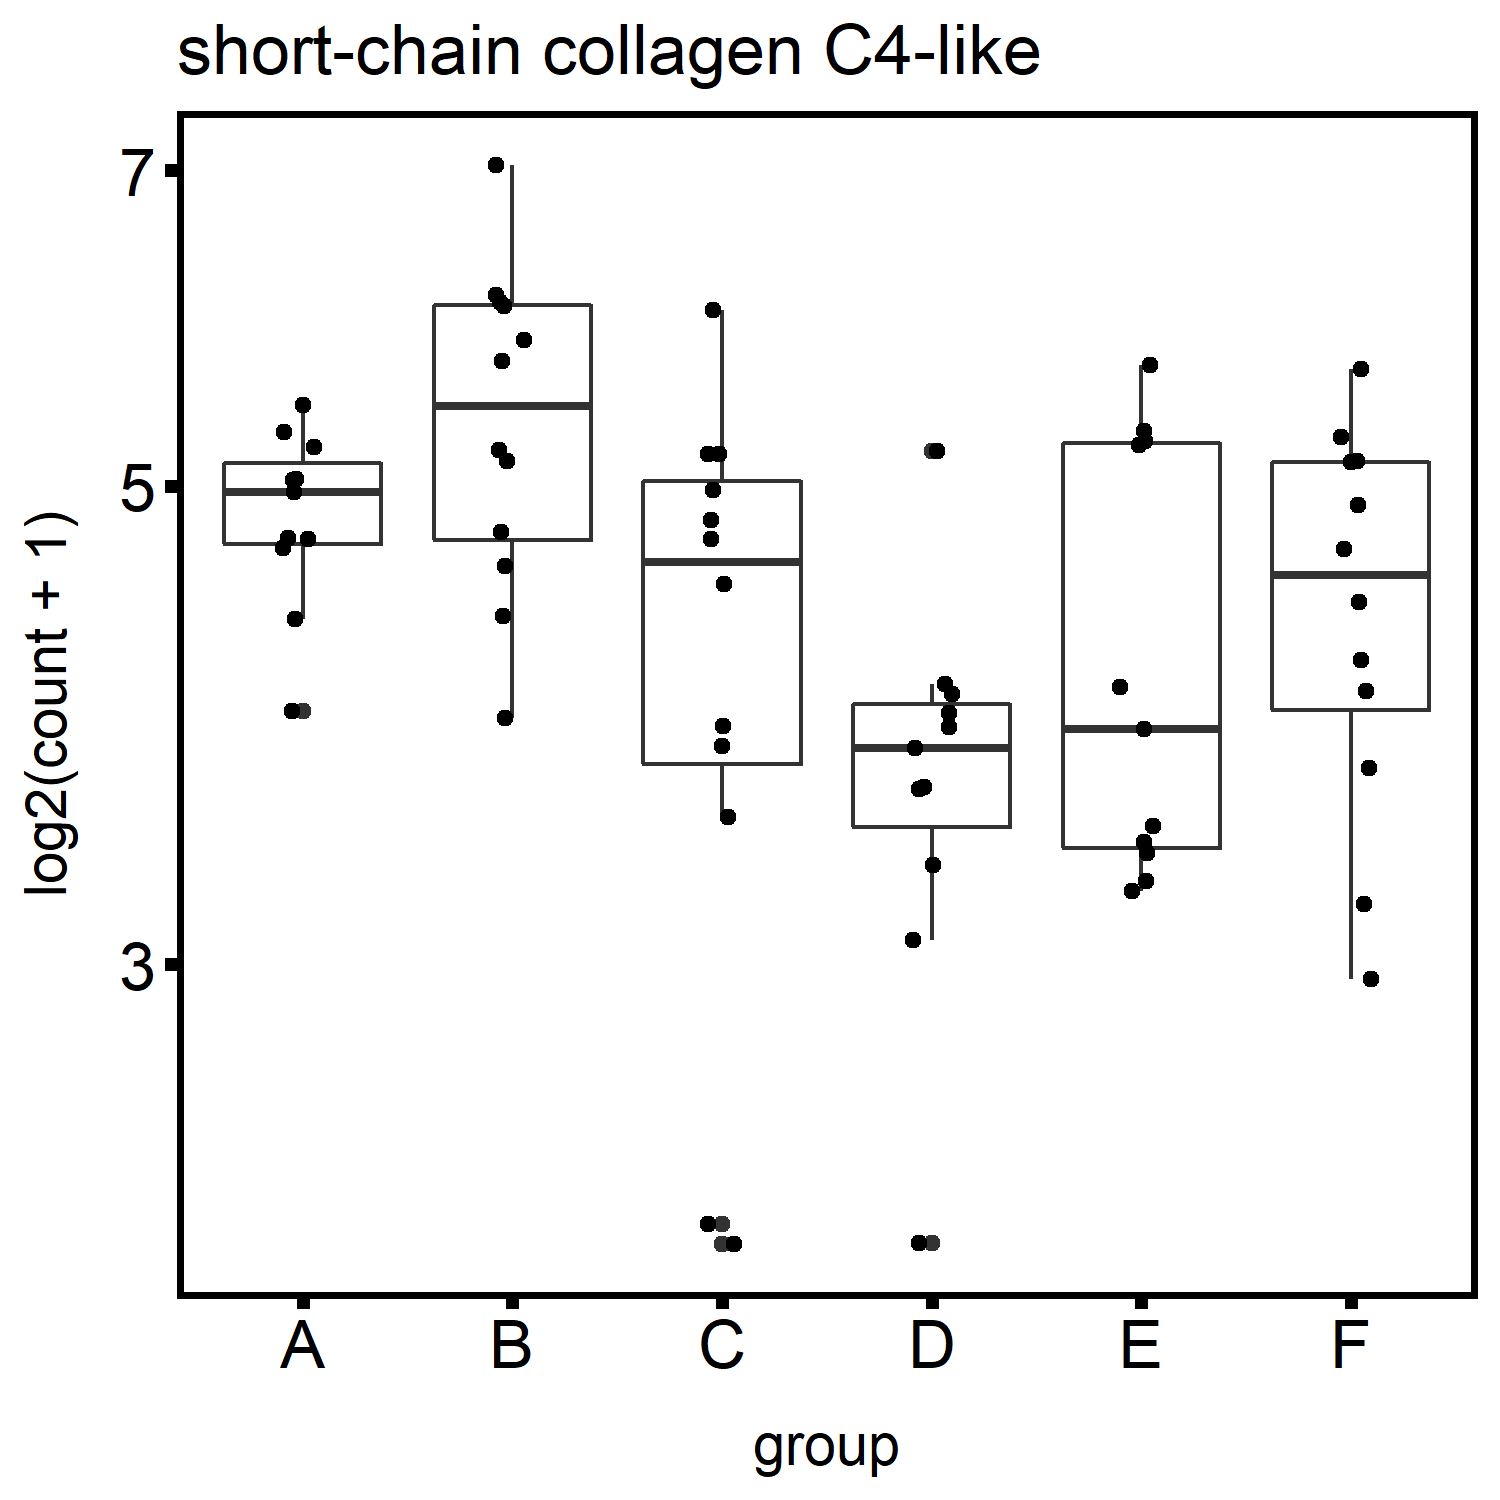 short-chain collagen C4-like
7
5
3
log2(count + 1)
A B C D E F
group